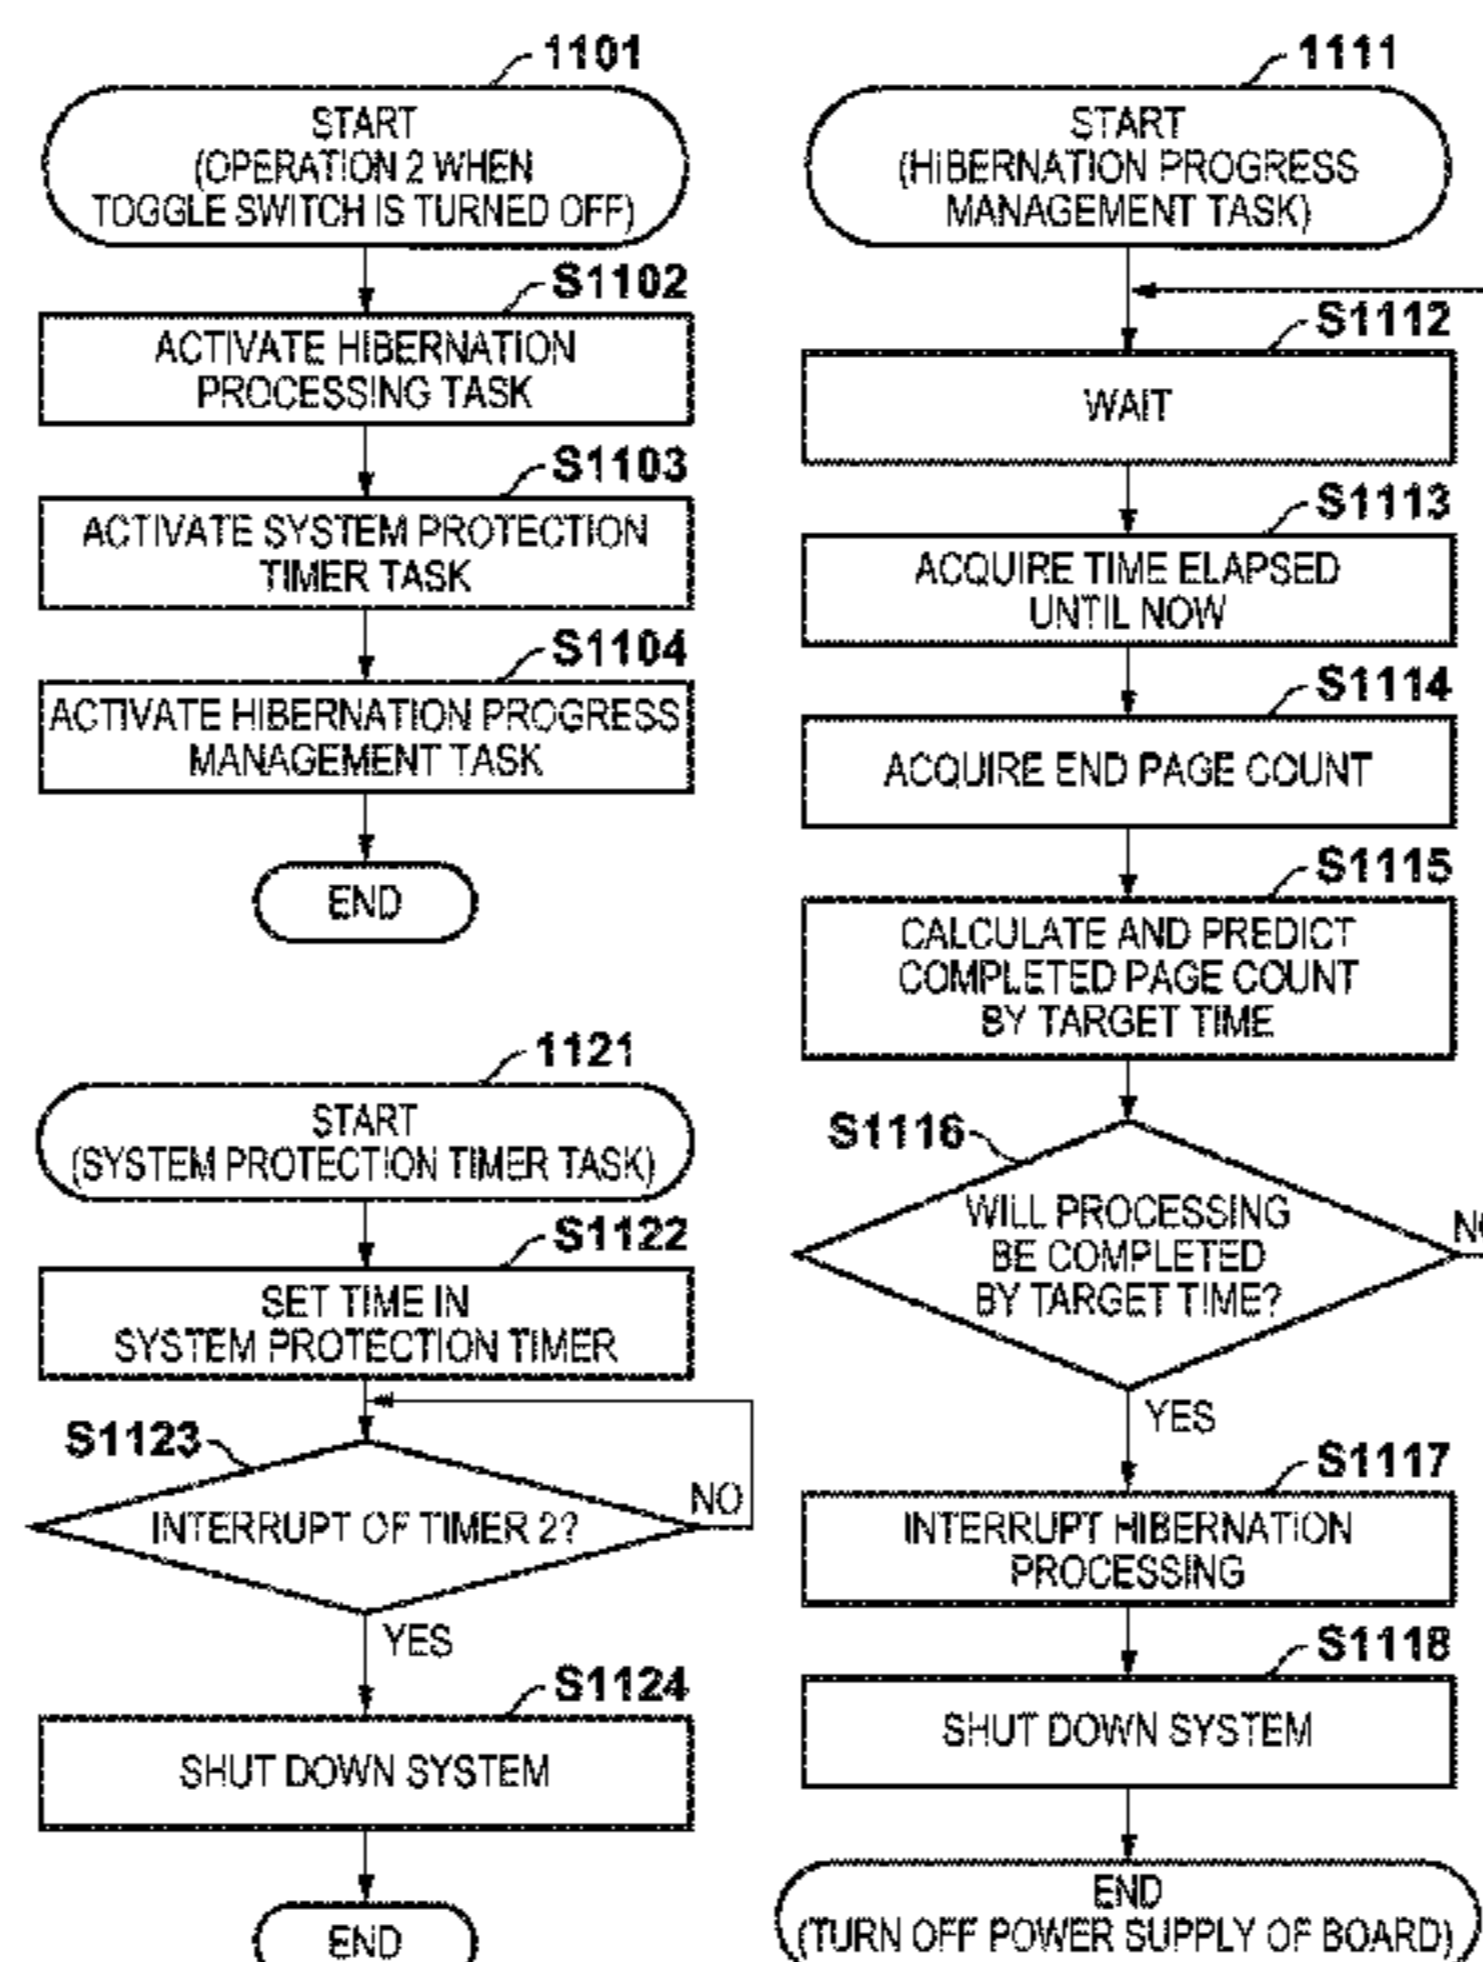 1101
START
(OPERATION 2 WHEN
TOGGLE SWITCH IS TURNED OFF)
S1102
ACTIVATE HIBERNATION
PROCESSING TASK
S1103
ACTIVATE SYSTEM PROTECTION
TIMER TASK
S1104
ACTIVATE HIBERNATION PROGRESS
MANAGEMENT TASK
END
1121
START
(SYSTEM PROTECTION TIMER TASK)
S1122
SET TIME IN
SYSTEM PROTECTION TIMER
S1123
INTERRUPT OF TIMER 2?
NO
YES
S1124
SHUT DOWN SYSTEM
END
1111
START
(HIBERNATION PROGRESS
MANAGEMENT TASK)
S1112
WAIT
S1113
ACQUIRE TIME ELAPSED
UNTIL NOW
S1114
ACQUIRE END PAGE COUNT
S1115
CALCULATE AND PREDICT
COMPLETED PAGE COUNT
BY TARGET TIME
S1116
WILL PROCESSING
BE COMPLETED
BY TARGET TIME?
YES
S1117
INTERRUPT HIBERNATION
PROCESSING
S1118
SHUT DOWN SYSTEM
END
(TURN OFF POWER SUPPLY OF BOARD)